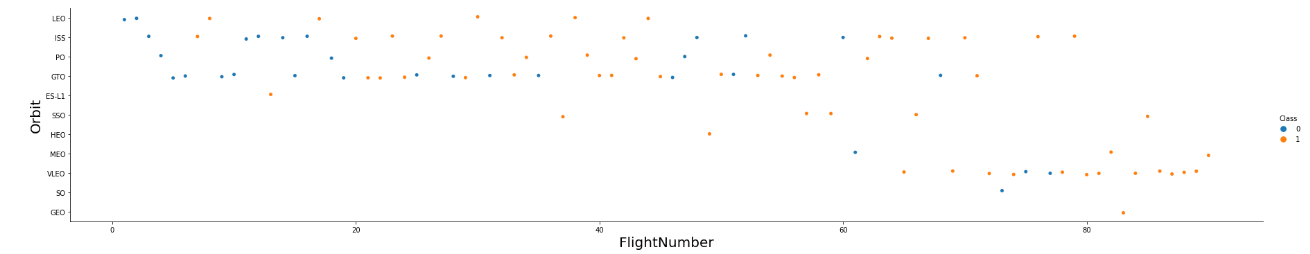 LEO
ISS
PO
GTO
ES-L1
SSO
HEO
MEO
VLEO
SO
GEO
Orbit
0 20 40 60 80
FlightNumber
Class
0
1